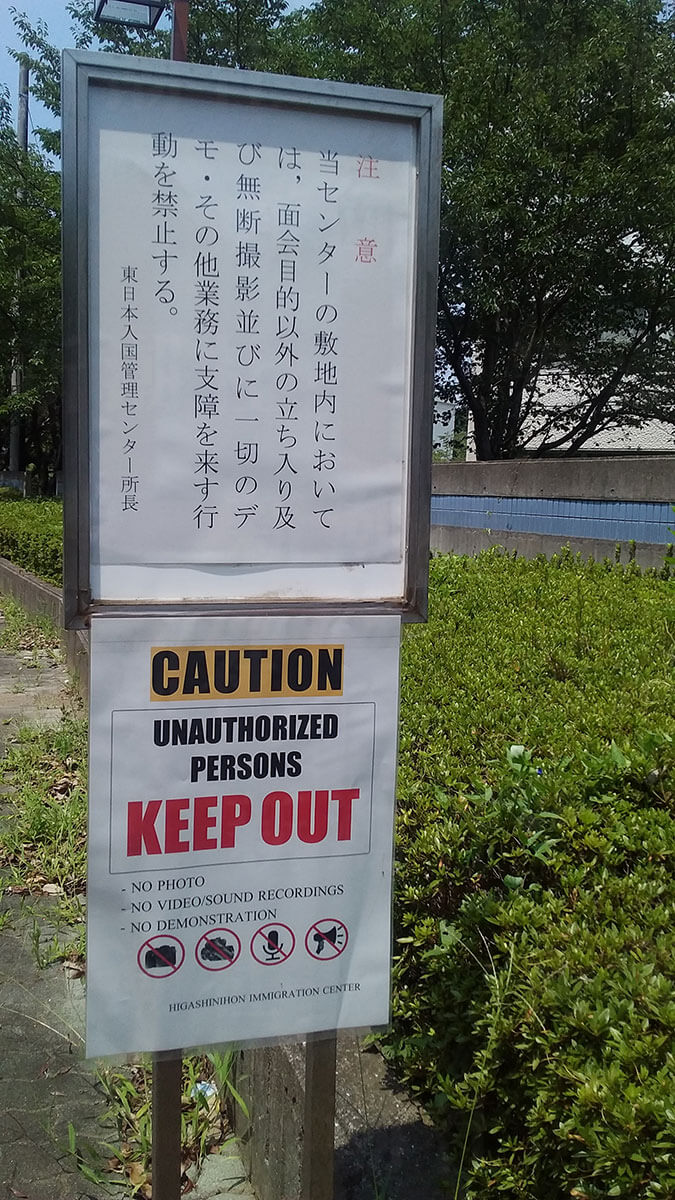 注意
当センターの敷地内において
は，面会目的以外の立ち入り及
び無断撮影並びに一切のデ
モ・その他業務に支障を来す行
動を禁止する。
東日本入国管理センター所長
CAUTION
UNAUTHORIZED
PERSONS
KEEP OUT
- NO PHOTO
- NO VIDEO/SOUND RECORDINGS
- NO DEMONSTRATION
HIGASHINIHON IMMIGRATION CENTER